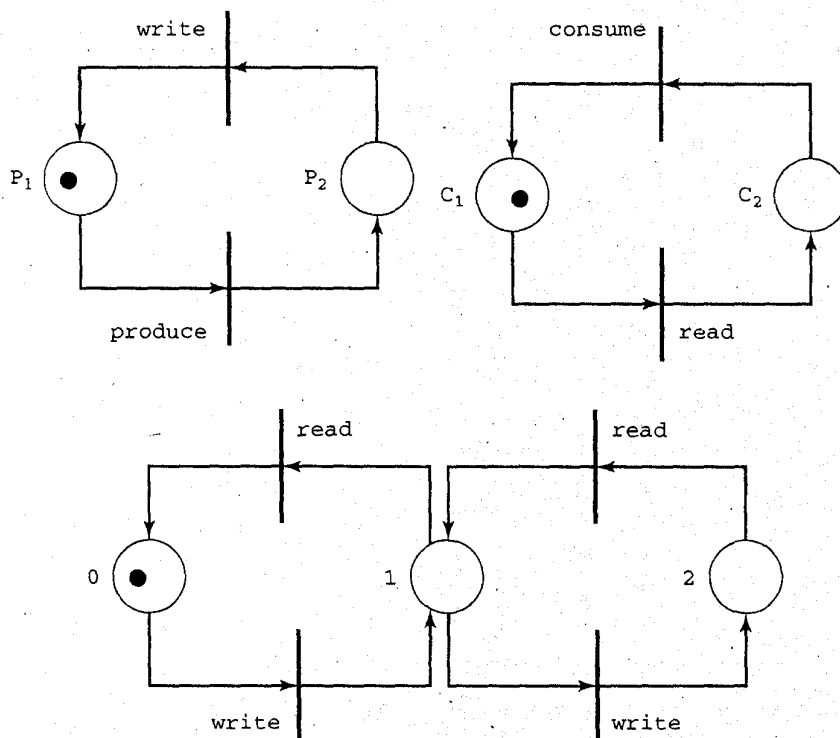 write
consume
P₁
P₂
C₁
C₂
produce
read
read
read
0
1
2
write
write